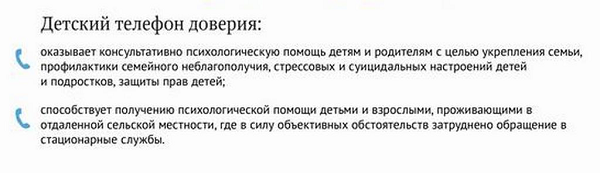 Детский телефон доверия:
оказывает консультативно психологическую помощь детям и родителям с целью укрепления семьи,
профилактики семейного неблагополучия, стрессовых и суицидальных настроений детей
и подростков, защиты прав детей;
способствует получению психологической помощи детьми и взрослыми, проживающими в
отдаленной сельской местности, где в силу объективных обстоятельств затруднено обращение в
стационарные службы.